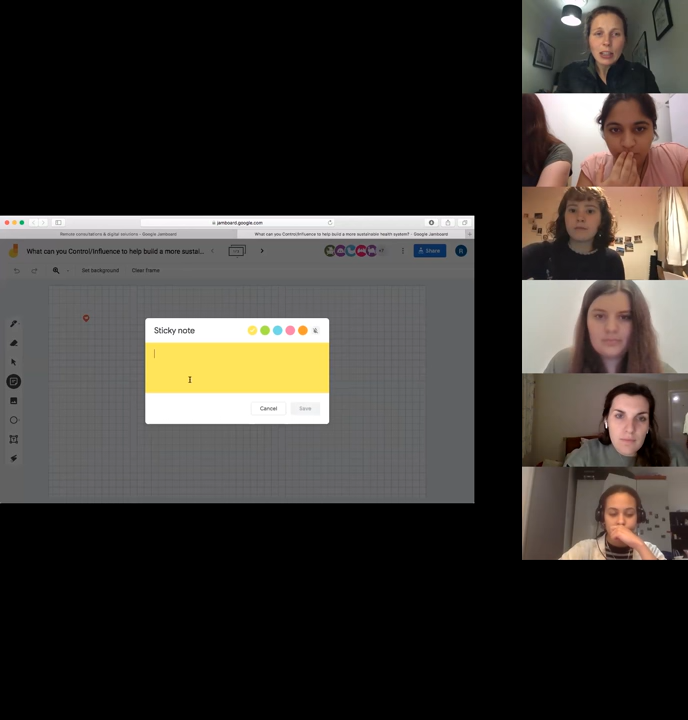 jamboard.google.com
Remote consultations & digital solutions - Google Jamboard
What can you Control/Influence to help build a more sustainable health system? - Google Jamboard
What can you Control/Influence to help build a more sustai...
Share
Set background
Clear frame
Sticky note
Cancel
Save